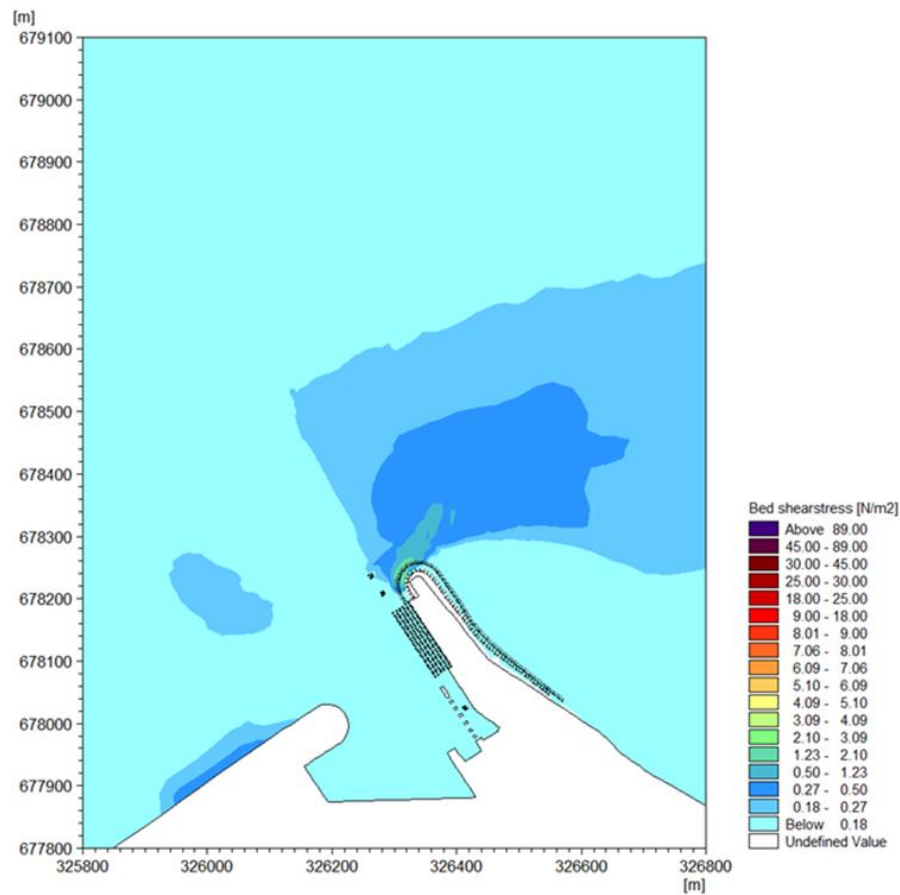 [m]
679100
679000
678900
678800
678700
678600
678500
678400
678300
678200
678100
678000
677900
677800
325800 326000 326200 326400 326600 326800
[m]
Bed shearstress [N/m2]
Above 89.00
45.00 - 89.00
30.00 - 45.00
25.00 - 30.00
18.00 - 25.00
9.00 - 18.00
8.01 - 9.00
7.06 - 8.01
6.09 - 7.06
5.10 - 6.09
4.09 - 5.10
3.09 - 4.09
2.10 - 3.09
1.23 - 2.10
0.50 - 1.23
0.27 - 0.50
0.18 - 0.27
Below 0.18
Undefined Value